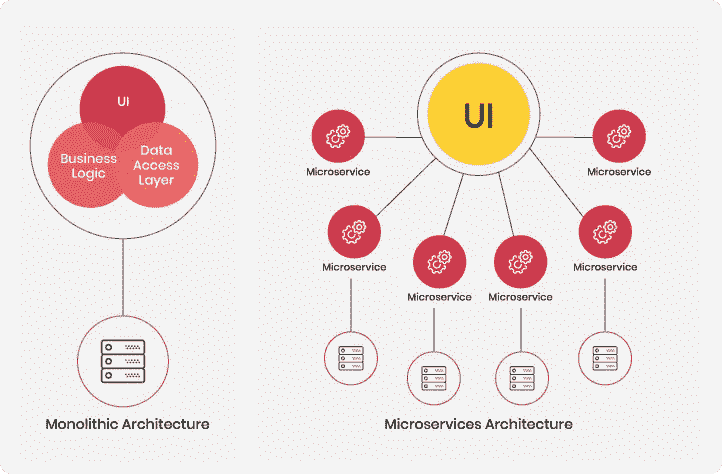 UI
Business
Logic
Data
Access
Layer
Monolithic Architecture
UI
Microservice
Microservice
Microservice
Microservice
Microservice
Microservice
Microservices Architecture